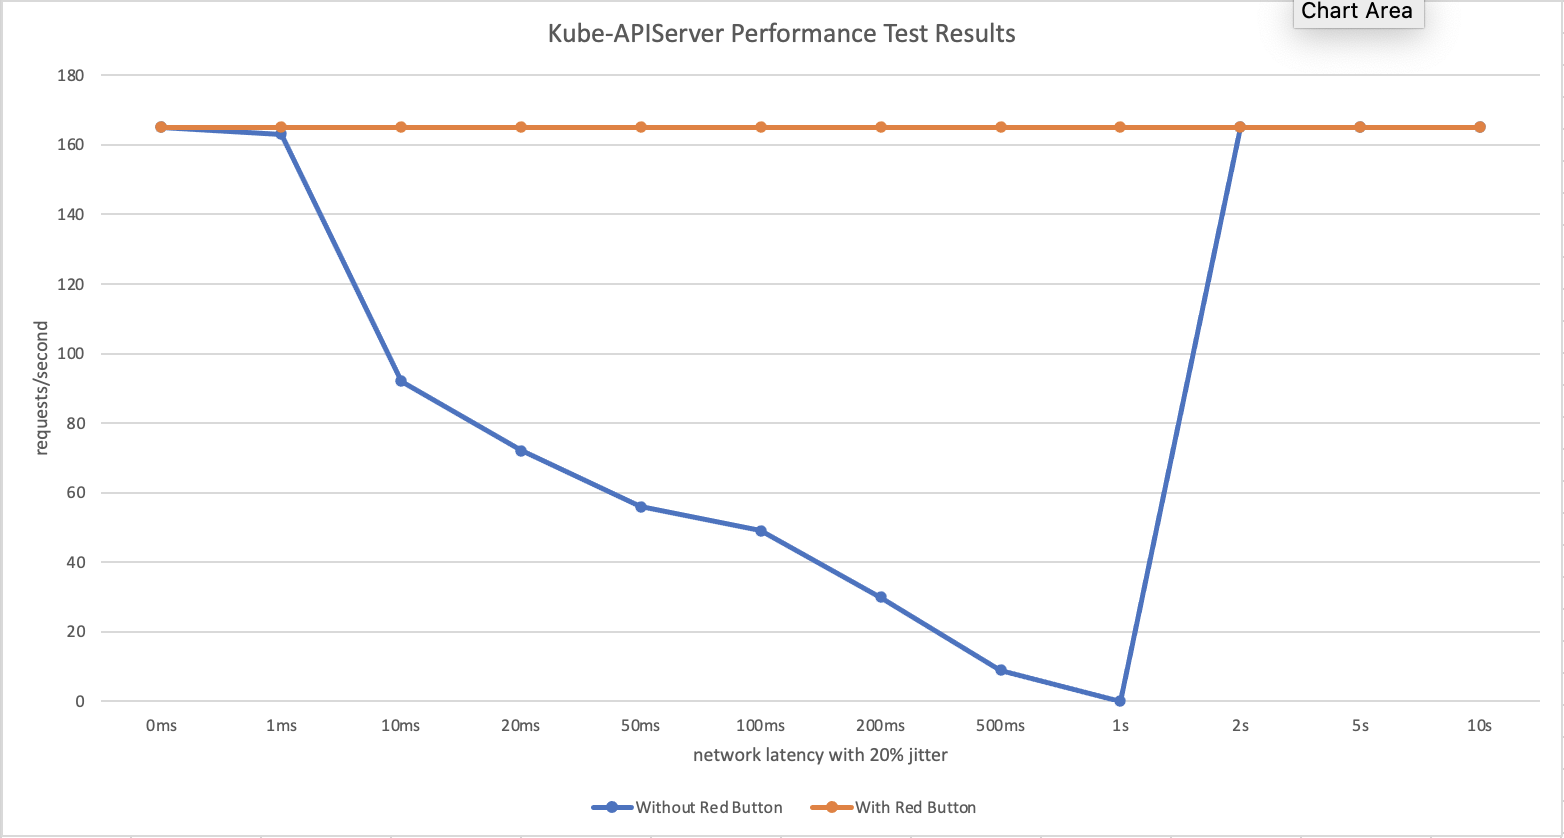 Chart Area
Kube-APIServer Performance Test Results
180
160
140
120
100
80
60
40
20
0
requests/second
0ms 1ms 10ms 20ms 50ms 100ms 200ms 500ms 1s 2s 5s 10s
network latency with 20% jitter
Without Red Button With Red Button